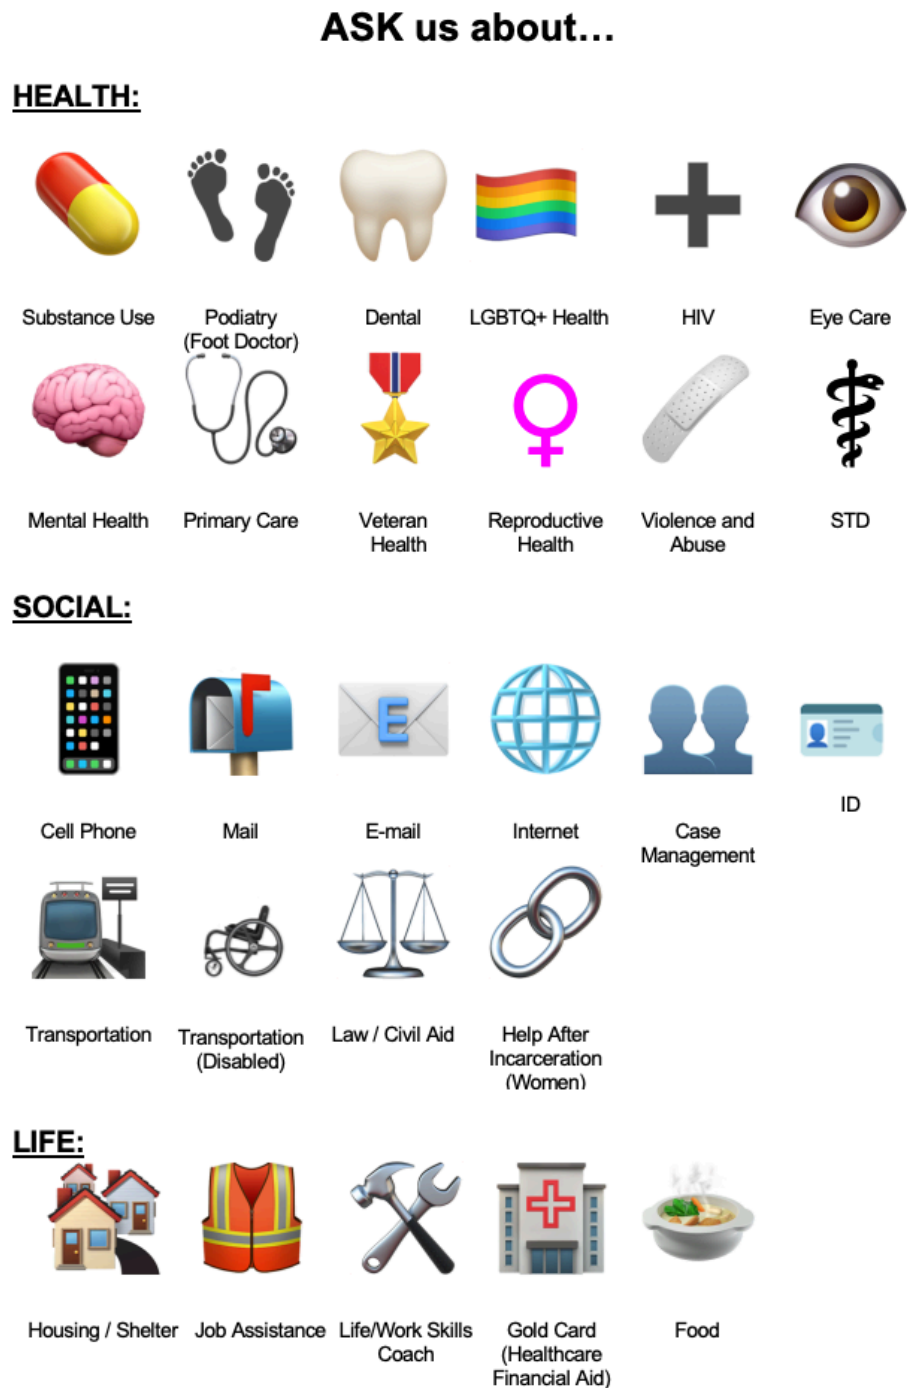 ASK us about...
HEALTH:
Substance Use
Podiatry
(Foot Doctor)
Dental
LGBTQ+ Health
HIV
Eye Care
Mental Health
Primary Care
Veteran
Health
Reproductive
Health
Violence and
Abuse
STD
SOCIAL:
E
Cell Phone
Mail
E-mail
Internet
Case
Management
ID
Transportation
Transportation
(Disabled)
Law / Civil Aid
Help After
Incarceration
(Women)
LIFE:
Housing / Shelter
Job Assistance
Life/Work Skills
Coach
Gold Card
(Healthcare
Financial Aid)
Food